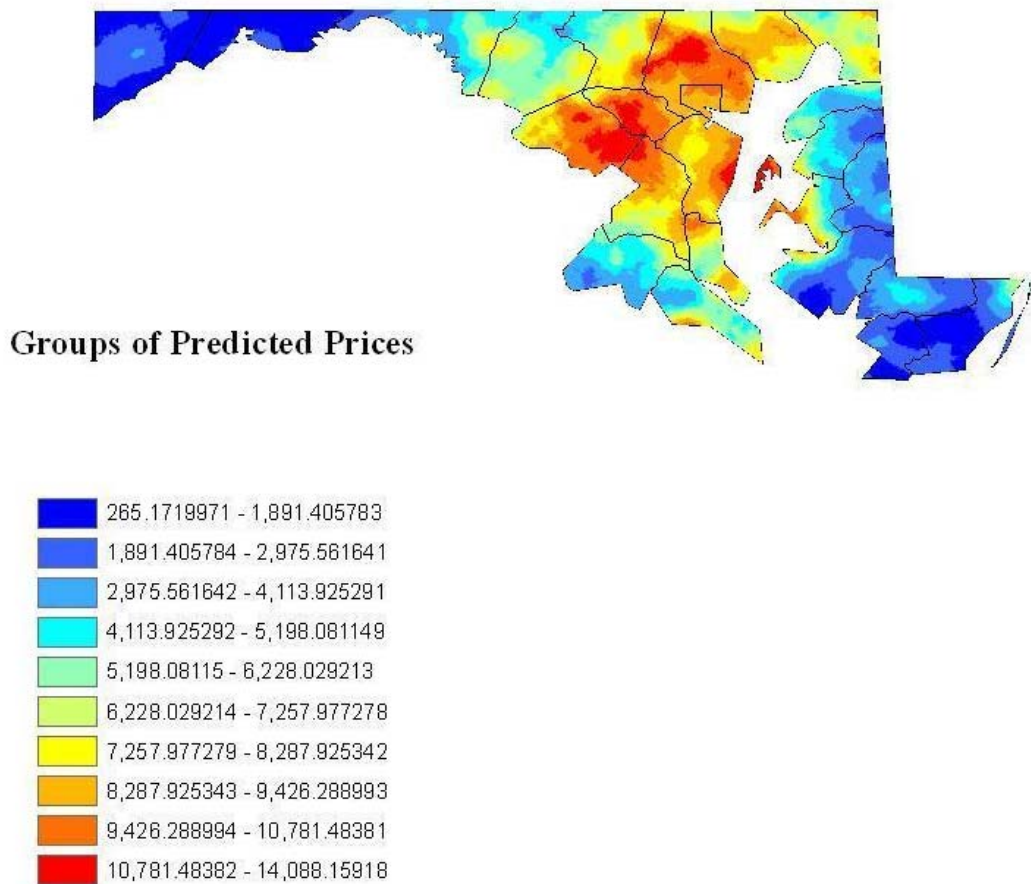 Groups of Predicted Prices
265.1719971 - 1,891.405783
1,891.405784 - 2,975.561641
2,975.561642 - 4,113.925291
4,113.925292 - 5,198.081149
5,198.08115 - 6,228.029213
6,228.029214 - 7,257.977278
7,257.977279 - 8,287.925342
8,287.925343 - 9,426.288993
9,426.288994 - 10,781.48381
10,781.48382 - 14,088.15918